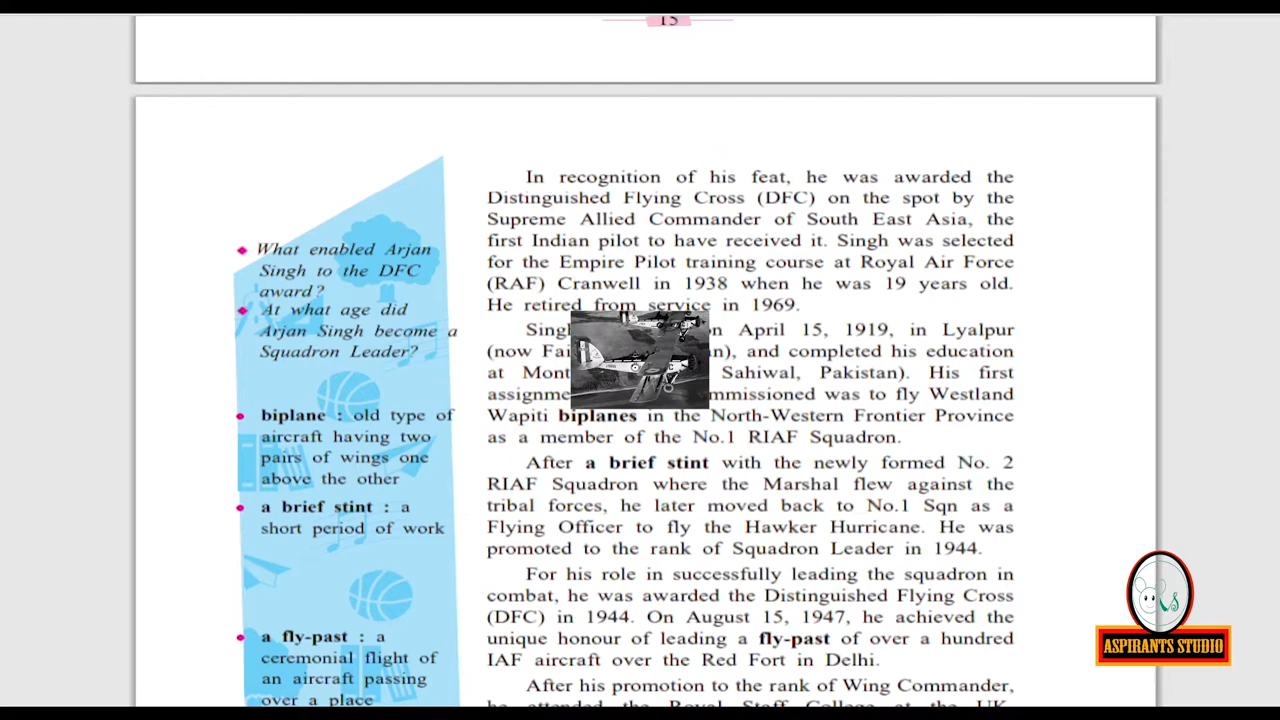 15
What enabled Arjan
Singh to the DFC
award?
At what age did
Arjan Singh become a
Squadron Leader?
biplane : old type of
aircraft having two
pairs of wings one
above the other
a brief stint : a
short period of work
a fly-past : a
ceremonial flight of
an aircraft passing
over a place
In recognition of his feat, he was awarded the
Distinguished Flying Cross (DFC) on the spot by the
Supreme Allied Commander of South East Asia, the
first Indian pilot to have received it. Singh was selected
for the Empire Pilot training course at Royal Air Force
(RAF) Cranwell in 1938 when he was 19 years old.
He retired from service in 1969.
on April 15, 1919, in Lyalpur
(now and completed his education
at Sahiwal, Pakistan). His first
was to fly Westland
Wapiti biplanes in the North-Western Frontier Province
as a member of the No.1 RIAF Squadron.
After a brief stint with the newly formed No. 2
RIAF Squadron where the Marshal flew against the
tribal forces, he later moved back to No.1 Sqn as a
Flying Officer to fly the Hawker Hurricane. He was
promoted to the rank of Squadron Leader in 1944.
For his role in successfully leading the squadron in
combat, he was awarded the Distinguished Flying Cross
(DFC) in 1944. On August 15, 1947, he achieved the
unique honour of leading a fly-past of over a hundred
IAF aircraft over the Red Fort in Delhi.
After his promotion to the rank of Wing Commander,
he attended the Royal Staff College at the UK
ASPIRANTS STUDIO